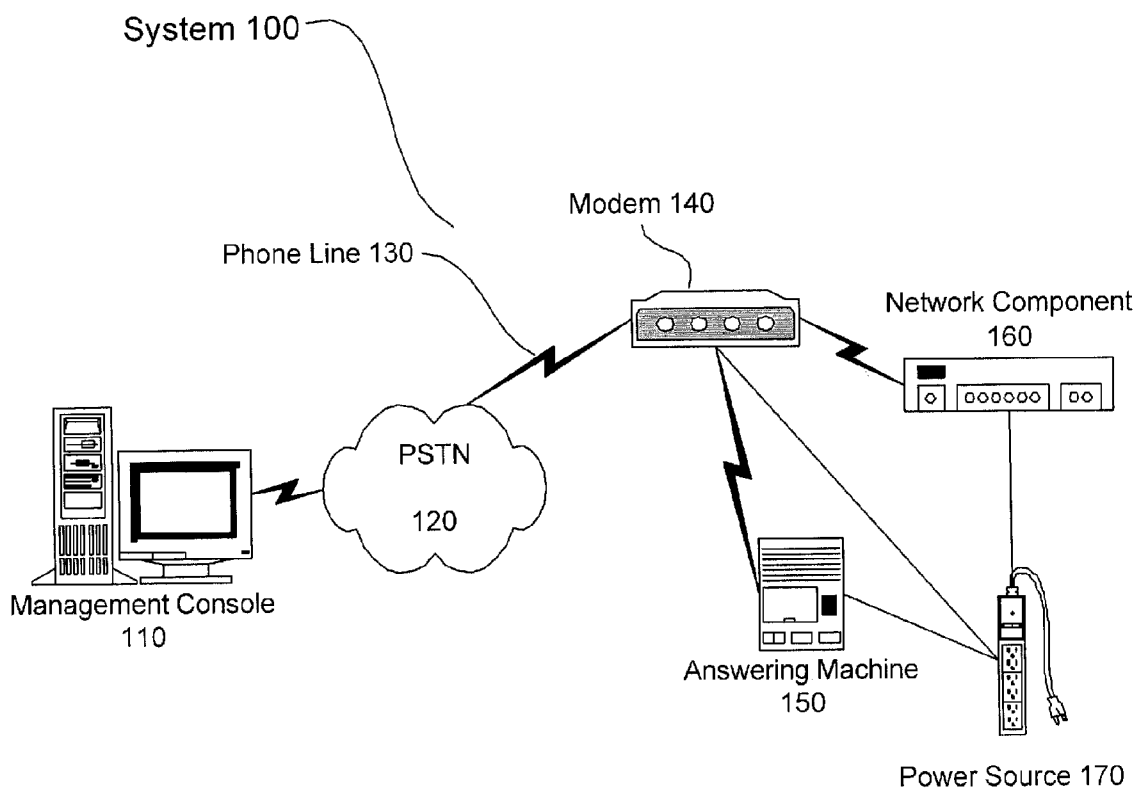 System 100
Modem 140
Phone Line 130
Network Component
160
PSTN
120
Management Console
110
Answering Machine
150
Power Source 170